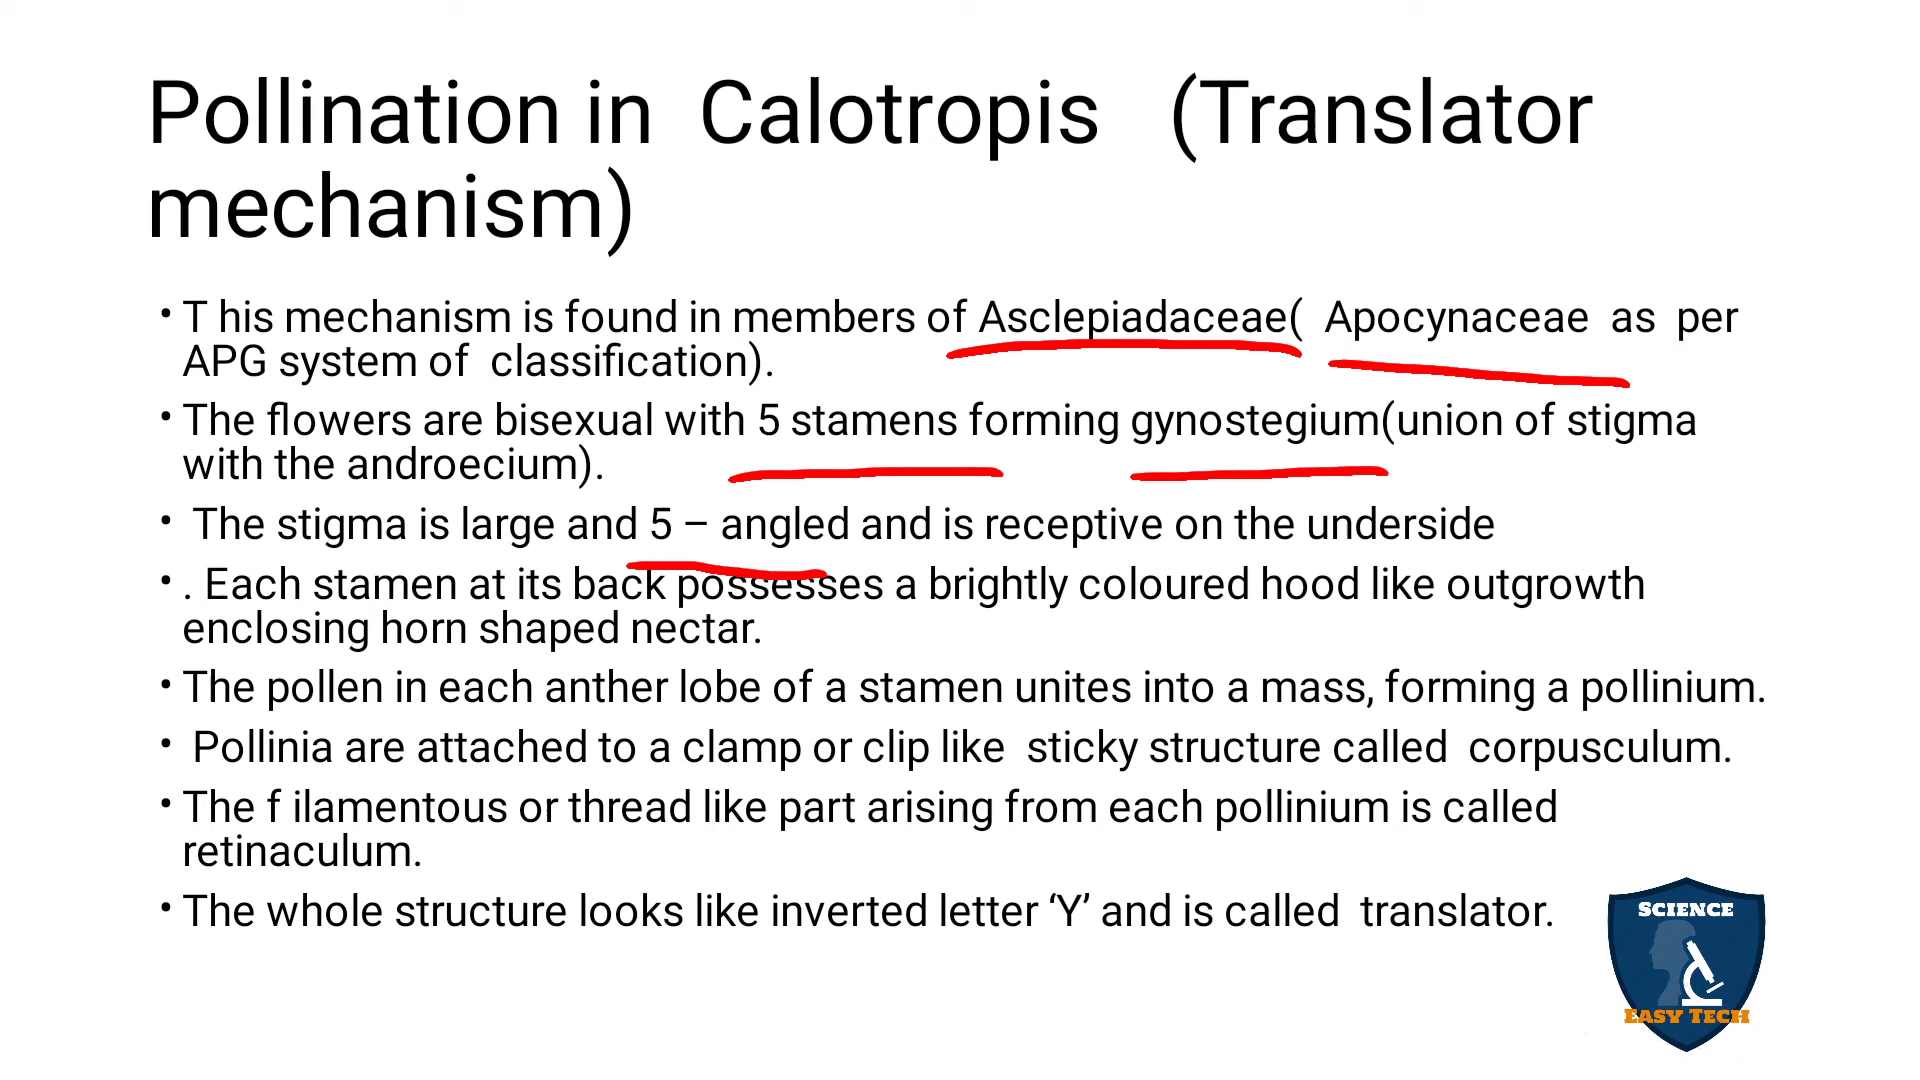 Pollination in Calotropis (Translator
mechanism)
• T his mechanism is found in members of Asclepiadaceae( Apocynaceae as per
APG system of classification).
• The flowers are bisexual with 5 stamens forming gynostegium(union of stigma
with the androecium).
• The stigma is large and 5 – angled and is receptive on the underside
• . Each stamen at its back possesses a brightly coloured hood like outgrowth
enclosing horn shaped nectar.
• The pollen in each anther lobe of a stamen unites into a mass, forming a pollinium.
• Pollinia are attached to a clamp or clip like sticky structure called corpusculum.
• The f ilamentous or thread like part arising from each pollinium is called
retinaculum.
• The whole structure looks like inverted letter ‘Y’ and is called translator.
SCIENCE
EASY TECH